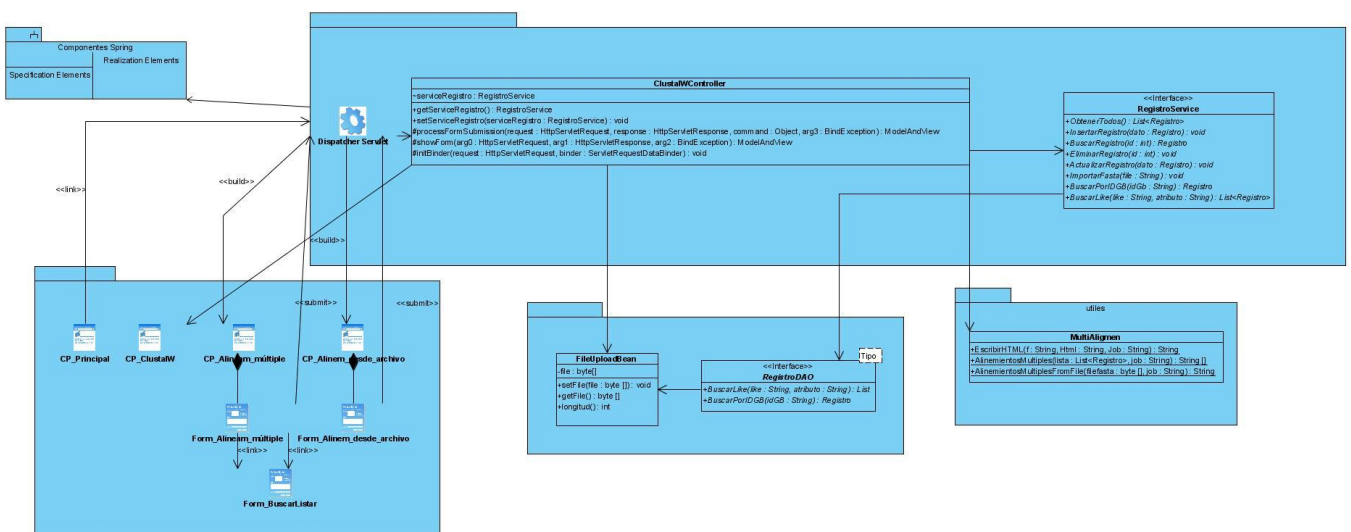 Componentes Spring
Specification Elements
Realization Elements
Dispatcher Servlet
ClustalWController
~serviceRegistro : RegistroService
+getServiceRegistro() : RegistroService
+setServiceRegistro(serviceRegistro : RegistroService) : void
#processFormSubmission(request : HttpServletRequest, response : HttpServletResponse, command : Object, arg3 : BindException) : ModelAndView
#showForm(arg0 : HttpServletRequest, arg1 : HttpServletResponse, arg2 : BindException) : ModelAndView
#initBinder(request : HttpServletRequest, binder : ServletRequestDataBinder) : void
<<Interface>>
RegistroService
+ObtenerTodos() : List<Registro>
+InsertarRegistro(dato : Registro) : void
+BuscarRegistro(id : int) : Registro
+EliminarRegistro(id : int) : void
+ActualizarRegistro(dato : Registro) : void
+ImportarFasta(file : String) : void
+BuscarPorIDGB(idGb : String) : Registro
+BuscarLike(like : String, atributo : String) : List<Registro>
<<link>>
<<build>>
<<build>>
<<submit>>
<<submit>>
CP_Principal
CP_ClustalW
CP_Alineam_múltiple
CP_Alinem_desde_archivo
Form_Alineam_múltiple
Form_Alinem_desde_archivo
<<link>>
<<link>>
Form_BuscarListar
FileUploadBean
-file : byte[]
+setFile(file : byte []) : void
+getFile() : byte []
+longitud() : int
Tipo
<<Interface>>
RegistroDAO
+BuscarLike(like : String, atributo : String) : List
+BuscarPorIDGB(idGB : String) : Registro
utiles
MultiAligmen
+EscribirHTML(f : String, Html : String, Job : String) : String
+AlinemientosMultiples(lista : List<Registro>, job : String) : String []
+AlinemientosMultiplesFromFile(filefasta : byte [], job : String) : String